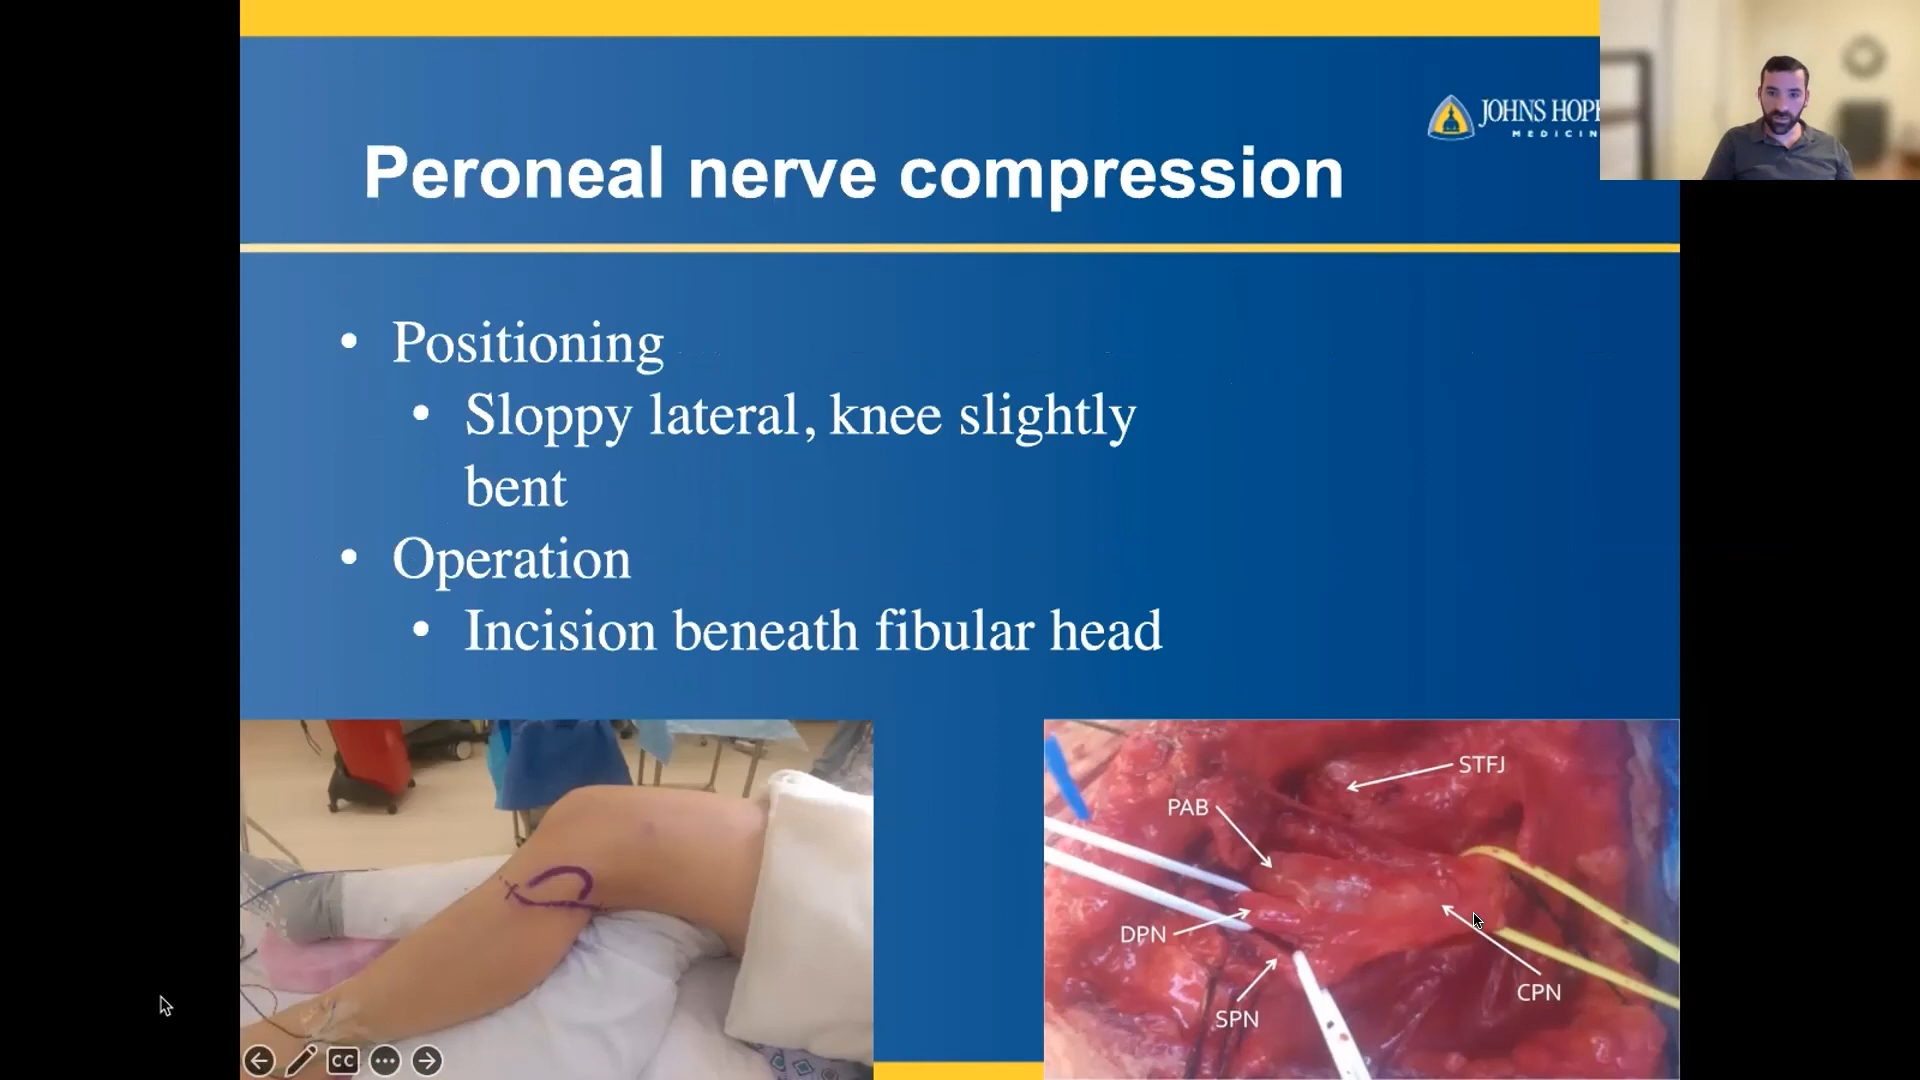 JOHNS HOP
MEDICIN
Peroneal nerve compression
• Positioning
• Sloppy lateral, knee slightly
bent
• Operation
• Incision beneath fibular head
STFJ
PAB
DPN
CPN
SPN
CC